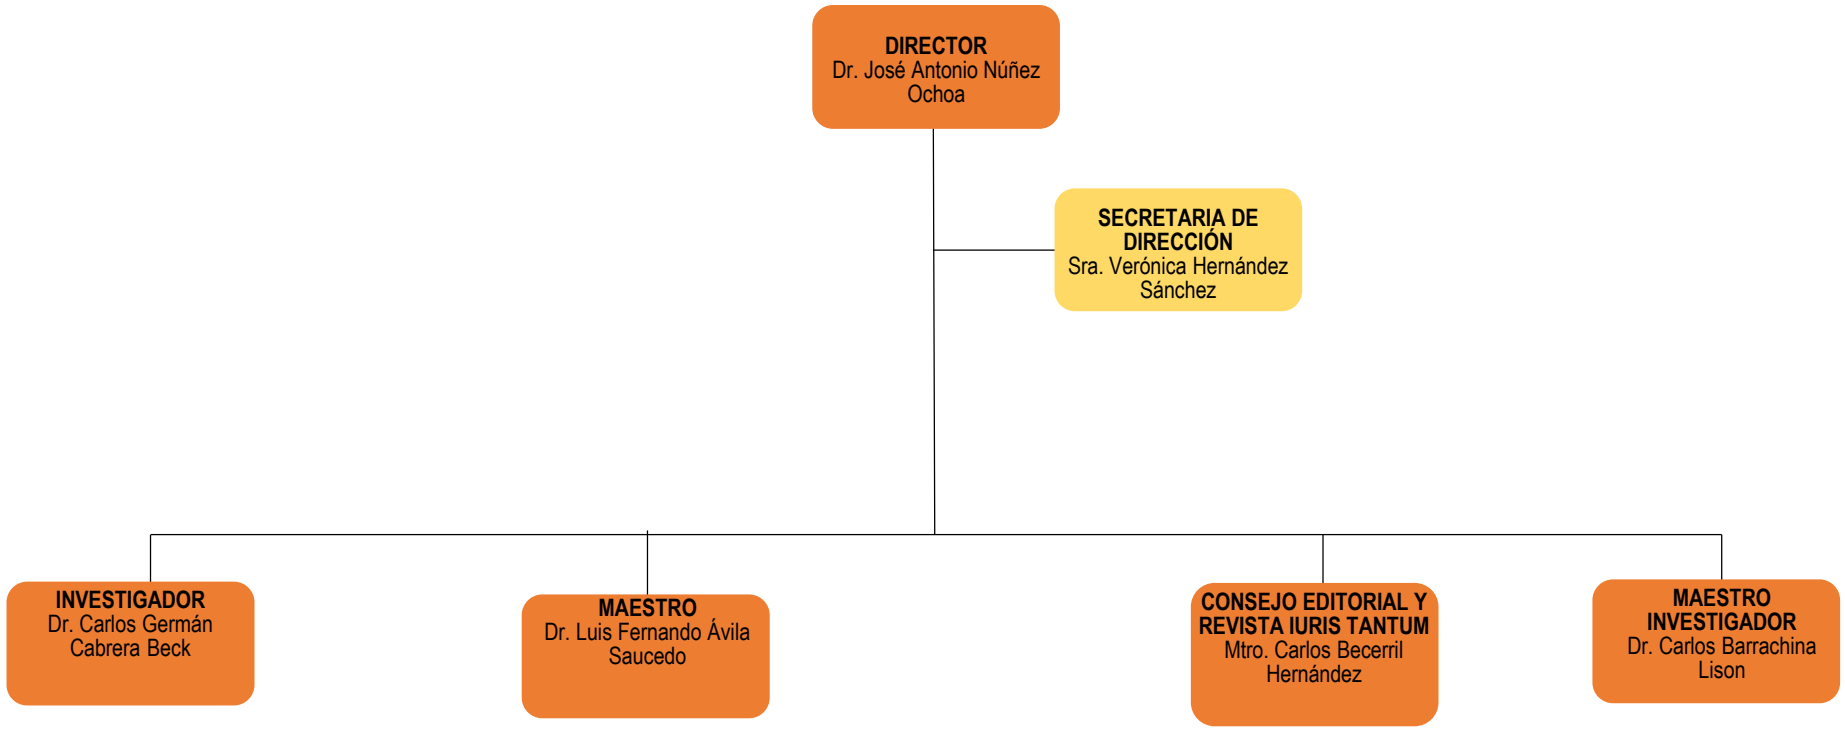 DIRECTOR
Dr. José Antonio Núñez
Ochoa
SECRETARIA DE
DIRECCIÓN
Sra. Verónica Hernández
Sánchez
INVESTIGADOR
Dr. Carlos Germán
Cabrera Beck
MAESTRO
Dr. Luis Fernando Ávila
Saucedo
CONSEJO EDITORIAL Y
REVISTA IURIS TANTUM
Mtro. Carlos Becerril
Hernández
MAESTRO
INVESTIGADOR
Dr. Carlos Barrachina
Lison